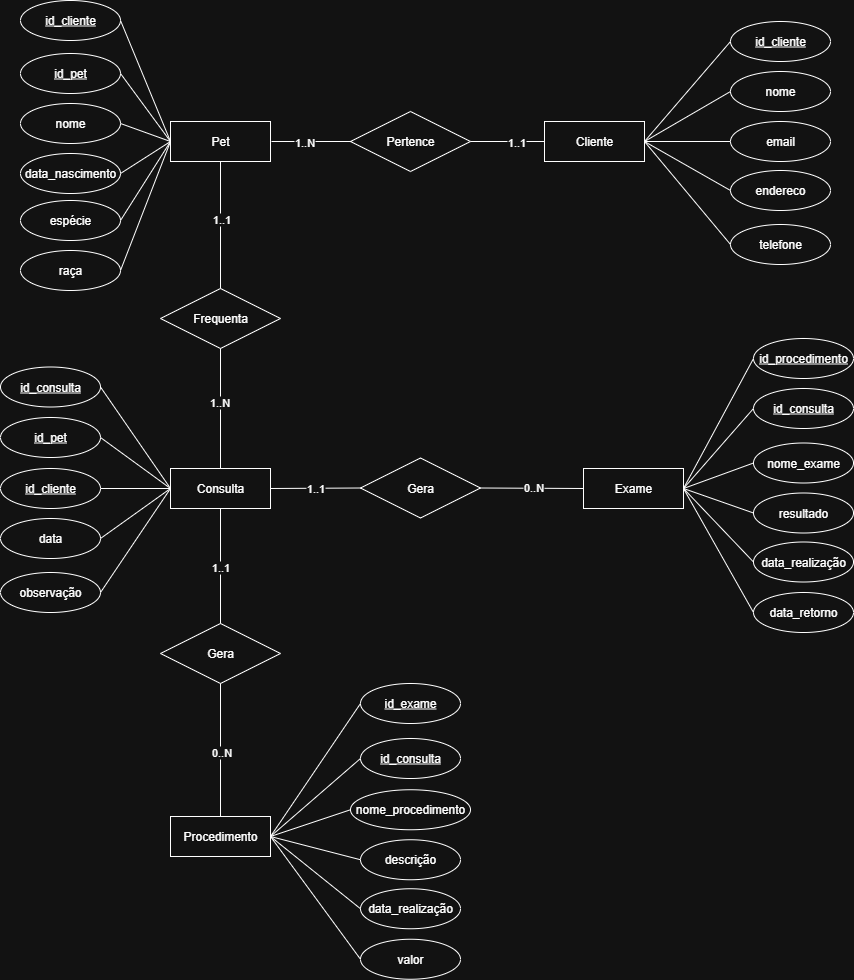 id_cliente
id_pet
nome
data_nascimento
espécie
raça
Pet
1..N
Pertence
1..1
Cliente
id_cliente
nome
email
endereco
telefone
1..1
Frequenta
1..N
id_consulta
id_pet
id_cliente
data
observação
Consulta
1..1
Gera
0..N
Exame
id_procedimento
id_consulta
nome_exame
resultado
data_realização
data_retorno
1..1
Gera
0..N
Procedimento
id_exame
id_consulta
nome_procedimento
descrição
data_realização
valor